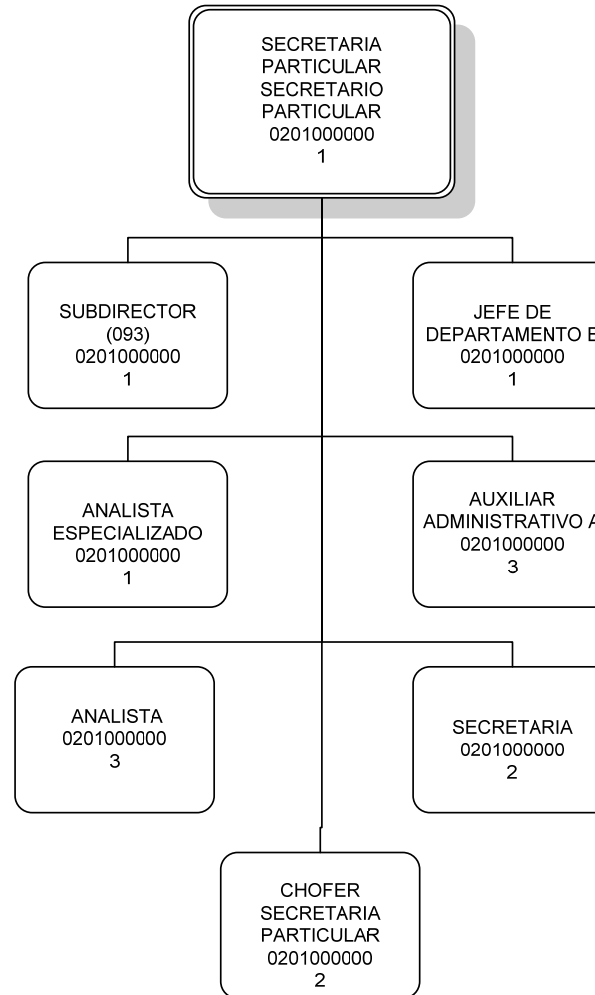 SECRETARIA
PARTICULAR
SECRETARIO
PARTICULAR
0201000000
1
SUBDIRECTOR
(093)
0201000000
1
JEFE DE
DEPARTAMENTO E
0201000000
1
ANALISTA
ESPECIALIZADO
0201000000
1
AUXILIAR
ADMINISTRATIVO A
0201000000
3
ANALISTA
0201000000
3
SECRETARIA
0201000000
2
CHOFER
SECRETARIA
PARTICULAR
0201000000
2